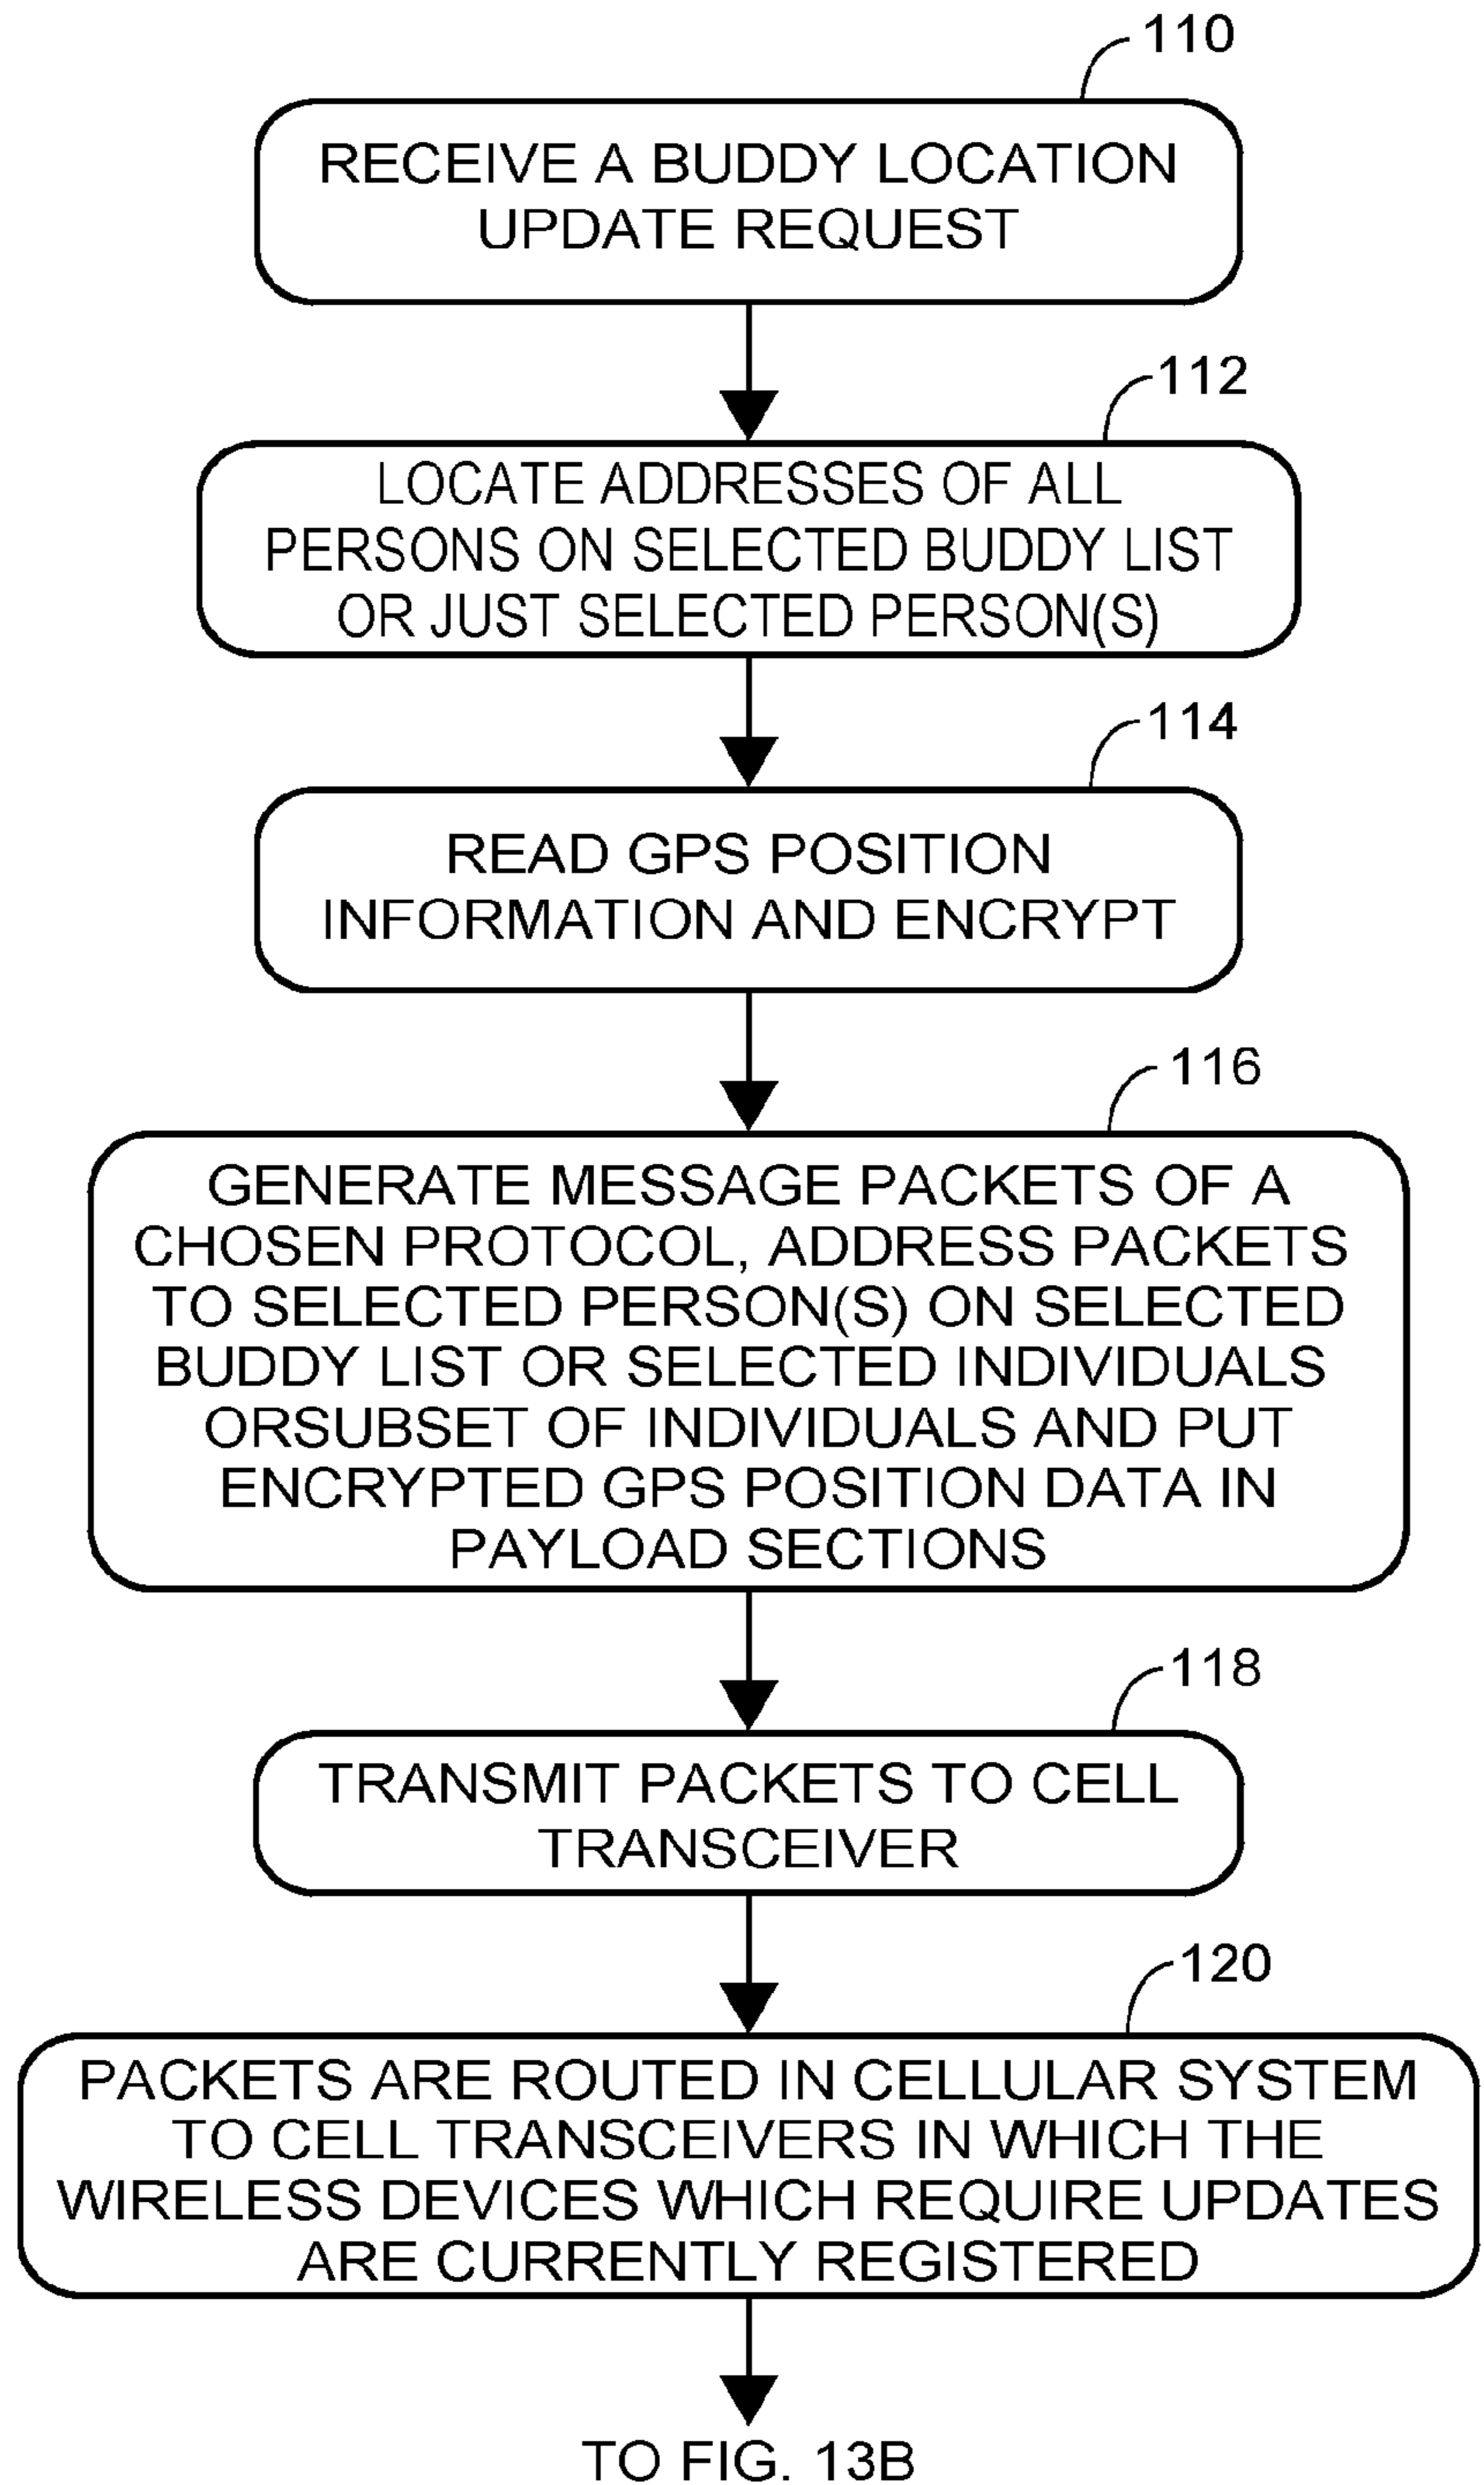 110
RECEIVE A BUDDY LOCATION
UPDATE REQUEST
112
LOCATE ADDRESSES OF ALL
PERSONS ON SELECTED BUDDY LIST
OR JUST SELECTED PERSON(S)
114
READ GPS POSITION
INFORMATION AND ENCRYPT
116
GENERATE MESSAGE PACKETS OF A
CHOSEN PROTOCOL, ADDRESS PACKETS
TO SELECTED PERSON(S) ON SELECTED
BUDDY LIST OR SELECTED INDIVIDUALS
ORSUBSET OF INDIVIDUALS AND PUT
ENCRYPTED GPS POSITION DATA IN
PAYLOAD SECTIONS
118
TRANSMIT PACKETS TO CELL
TRANSCEIVER
120
PACKETS ARE ROUTED IN CELLULAR SYSTEM
TO CELL TRANSCEIVERS IN WHICH THE
WIRELESS DEVICES WHICH REQUIRE UPDATES
ARE CURRENTLY REGISTERED
TO FIG. 13B